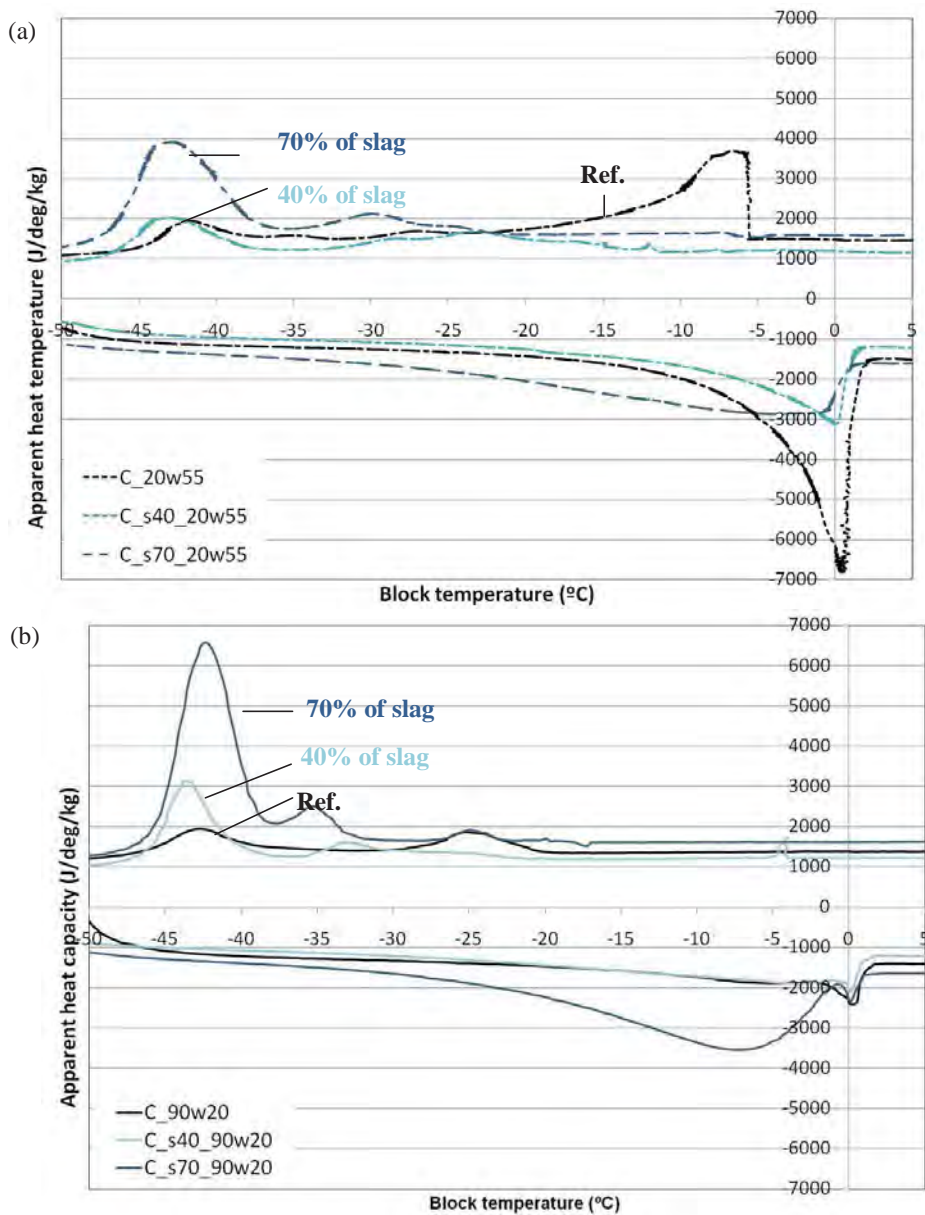 (a)
7000
6000
5000
70% of slag
4000
Ref.
3000
40% of slag
2000
1000
0
-50 -45 -40 -35 -30 -25 -20 -15 -10 -5 0 5
-1000
-2000
-3000
-4000
-5000
-6000
-7000
Apparent heat temperature (J/deg/kg)
C_20w55
C_s40_20w55
C_s70_20w55
Block temperature (ºC)
(b)
7000
6000
5000
70% of slag
4000
40% of slag
3000
Ref.
2000
1000
0
-50 -45 -40 -35 -30 -25 -20 -15 -10 -5 0 5
-1000
-2000
-3000
-4000
-5000
-6000
-7000
Apparent heat capacity (J/deg/kg)
C_90w20
C_s40_90w20
C_s70_90w20
Block temperature (ºC)